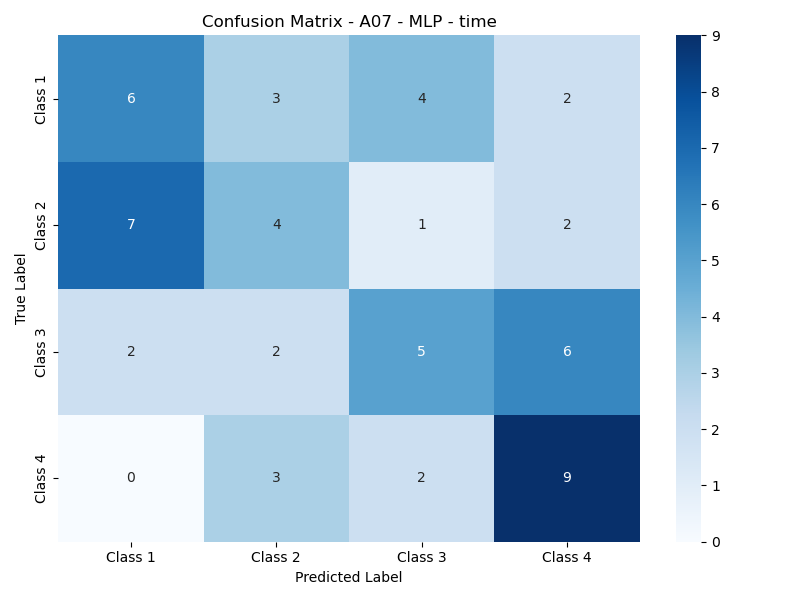 Confusion Matrix - A07 - MLP - time
True Label
Class 1
6 3 4 2
Class 2
7 4 1 2
Class 3
2 2 5 6
Class 4
0 3 2 9
Class 1 Class 2 Class 3 Class 4
Predicted Label
9
8
7
6
5
4
3
2
1
0